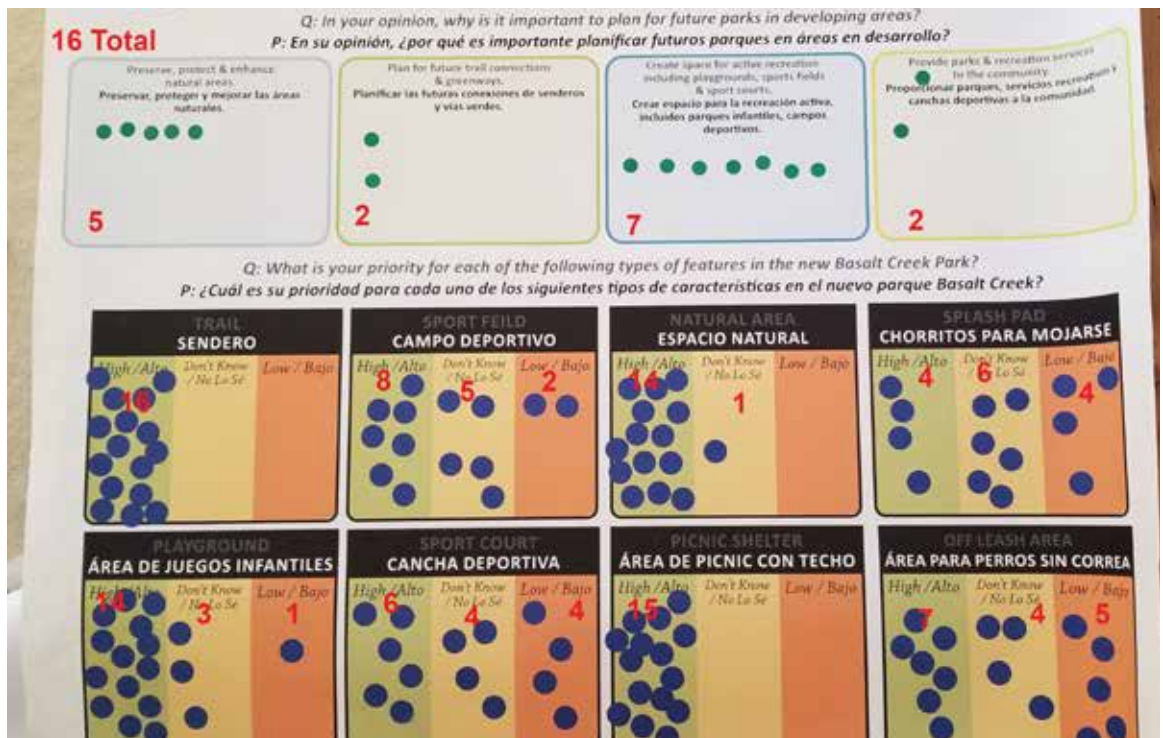 Q: In your opinion, why is it important to plan for future parks in developing areas?
16 Total
P: En su opinión, ¿por qué es importante planificar futuros parques en áreas en desarrollo?
Preserve, protect & enhance
natural areas.
Preservar, proteger y mejorar las áreas
naturales.
5
Plan for future trail connections
& greenways.
Planificar las futuras conexiones de senderos
y vías verdes.
2
Create space for active recreation
including playgrounds, sports fields
& sport courts.
Crear espacio para la recreación activa,
incluidos parques infantiles, campos
deportivos.
7
Provide parks & recreation services
to the community.
Proporcionar parques, servicios recreation y
canchas deportivas a la comunidad.
2
Q: What is your priority for each of the following types of features in the new Basalt Creek Park?
P: ¿Cuál es su prioridad para cada uno de los siguientes tipos de características en el nuevo parque Basalt Creek?
TRAIL
SENDERO
High /Alto
Don't Know
/ No Lo Sé
Low / Bajo
16
SPORT FEILD
CAMPO DEPORTIVO
High /Alto
Don't Know
/ No Lo Sé
Low / Bajo
8
5
2
NATURAL AREA
ESPACIO NATURAL
High /Alto
Don't Know
/ No Lo Sé
Low / Bajo
14
1
SPLASH PAD
CHORRITOS PARA MOJARSE
High /Alto
Don't Know
/ No Lo Sé
Low / Bajo
4
6
4
PLAYGROUND
ÁREA DE JUEGOS INFANTILES
High /Alto
Don't Know
/ No Lo Sé
Low / Bajo
14
3
1
SPORT COURT
CANCHA DEPORTIVA
High /Alto
Don't Know
/ No Lo Sé
Low / Bajo
6
4
4
PICNIC SHELTER
ÁREA DE PICNIC CON TECHO
High /Alto
Don't Know
/ No Lo Sé
Low / Bajo
15
OFF LEASH AREA
ÁREA PARA PERROS SIN CORREA
High /Alto
Don't Know
/ No Lo Sé
Low / Bajo
7
4
5